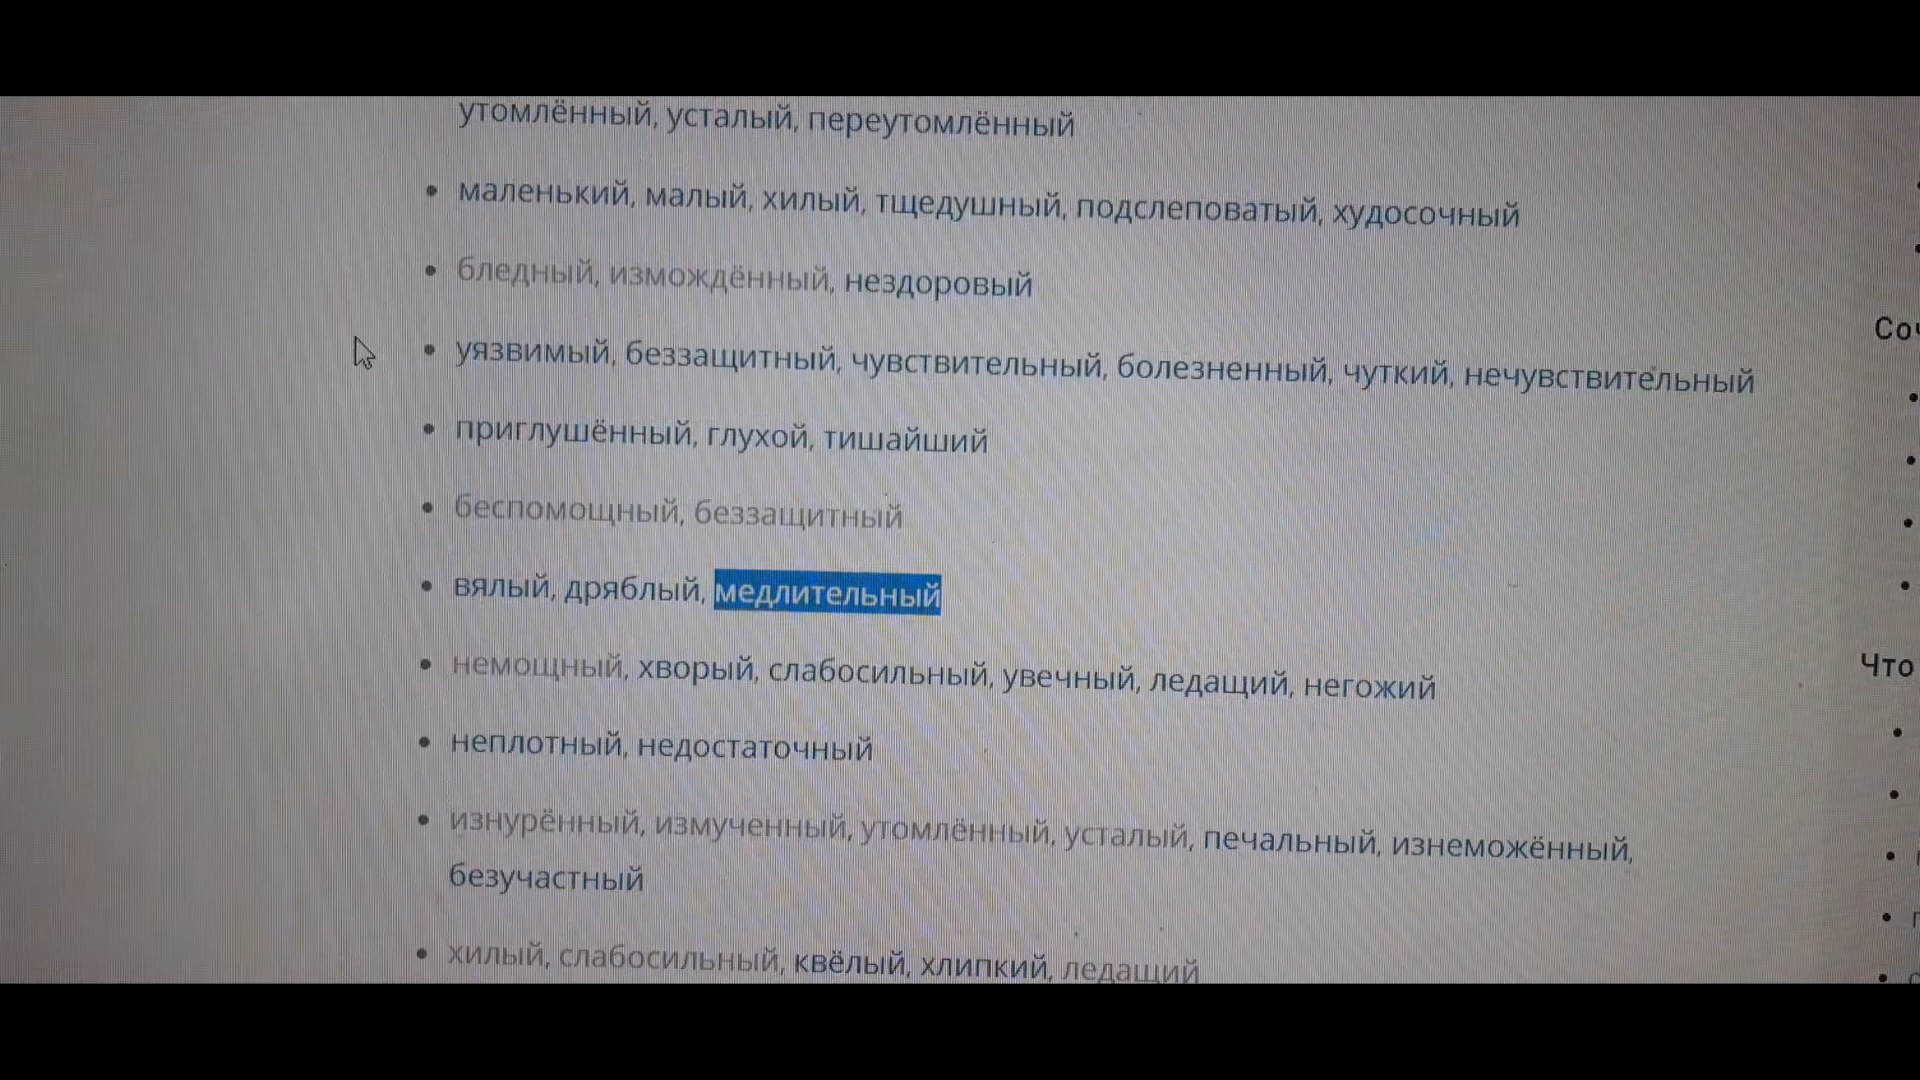 утомлённый, усталый, переутомлённый
маленький, малый, хилый, тщедушный, подслеповатый, худосочный
бледный, измождённый, нездоровый
Соч
уязвимый, беззащитный, чувствительный, болезненный, чуткий, нечувствительный
приглушённый, глухой, тишайший
беспомощный, беззащитный
вялый, дряблый, медлительный
немощный, хворый, слабосильный, увечный, ледащий, негожий
Что
неплотный, недостаточный
изнурённый, измученный, утомлённый, усталый, печальный, изнеможённый,
безучастный
хилый, слабосильный, квёлый, хлипкий, ледащий